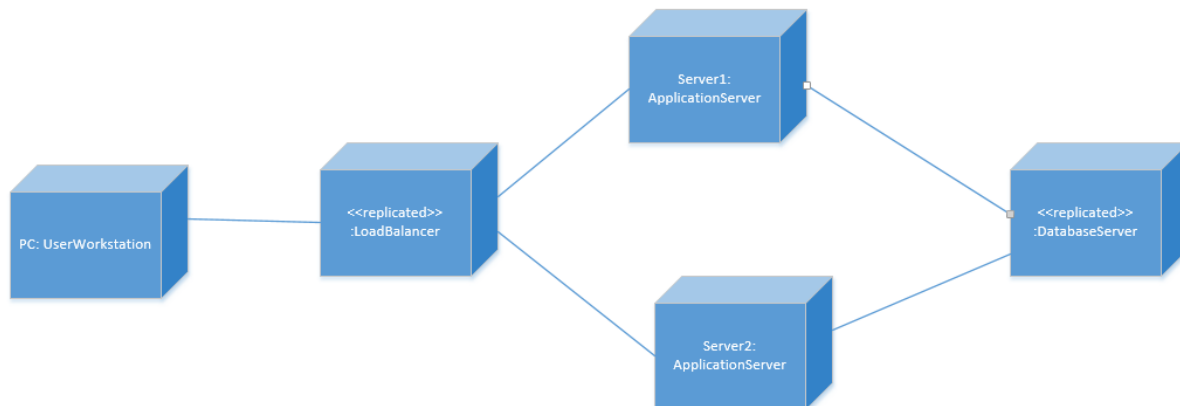 PC: UserWorkstation
<<replicated>>
:LoadBalancer
Server1:
ApplicationServer
Server2:
ApplicationServer
<<replicated>>
:DatabaseServer